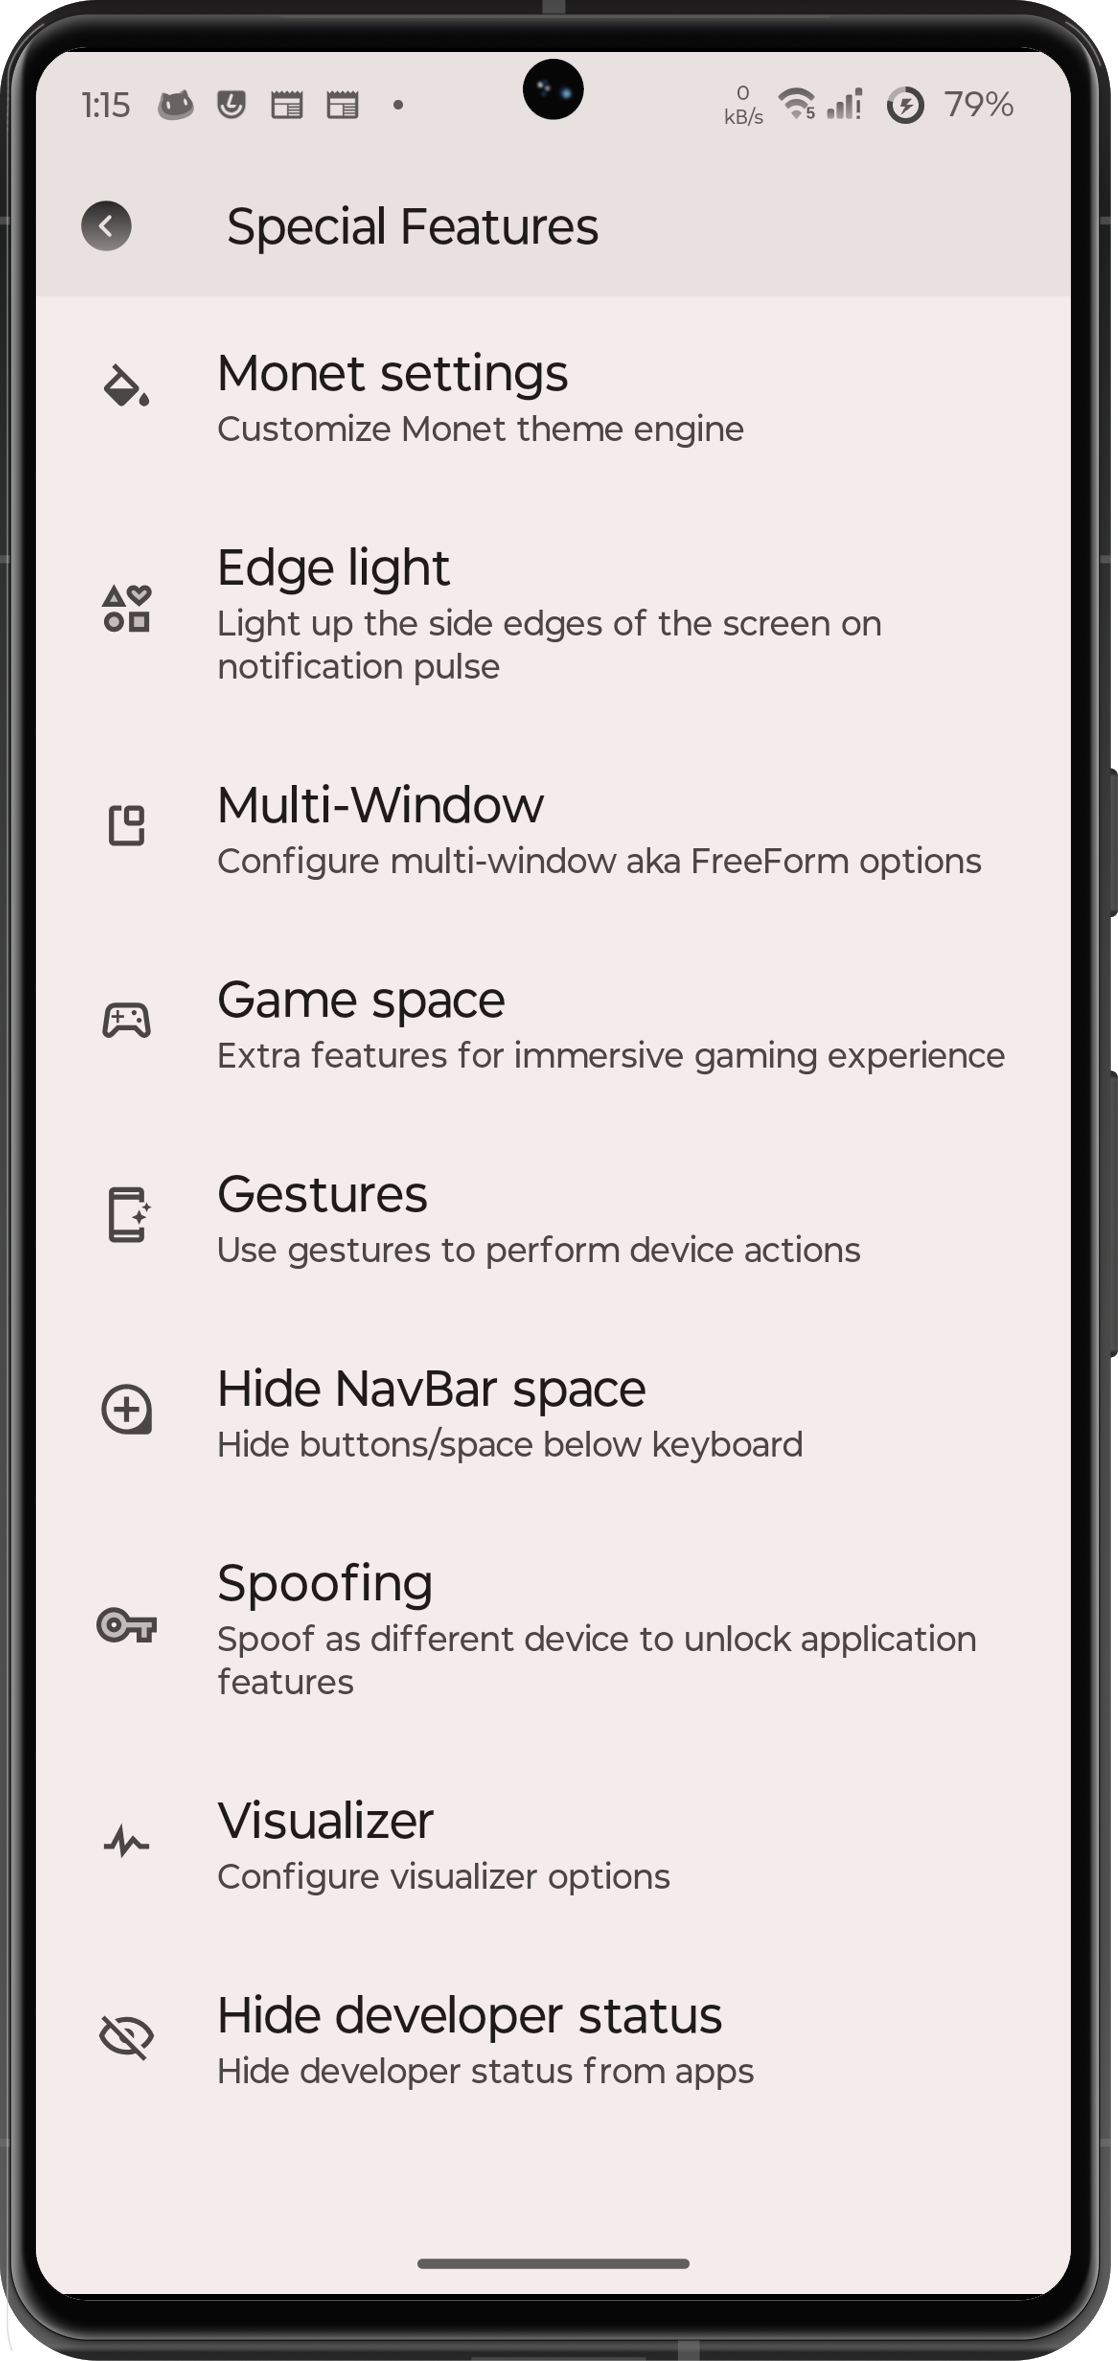 1:15
0
kB/s
5
79%
Special Features
Monet settings
Customize Monet theme engine
Edge light
Light up the side edges of the screen on
notification pulse
Multi-Window
Configure multi-window aka FreeForm options
Game space
Extra features for immersive gaming experience
Gestures
Use gestures to perform device actions
Hide NavBar space
Hide buttons/space below keyboard
Spoofing
Spoof as different device to unlock application
features
Visualizer
Configure visualizer options
Hide developer status
Hide developer status from apps